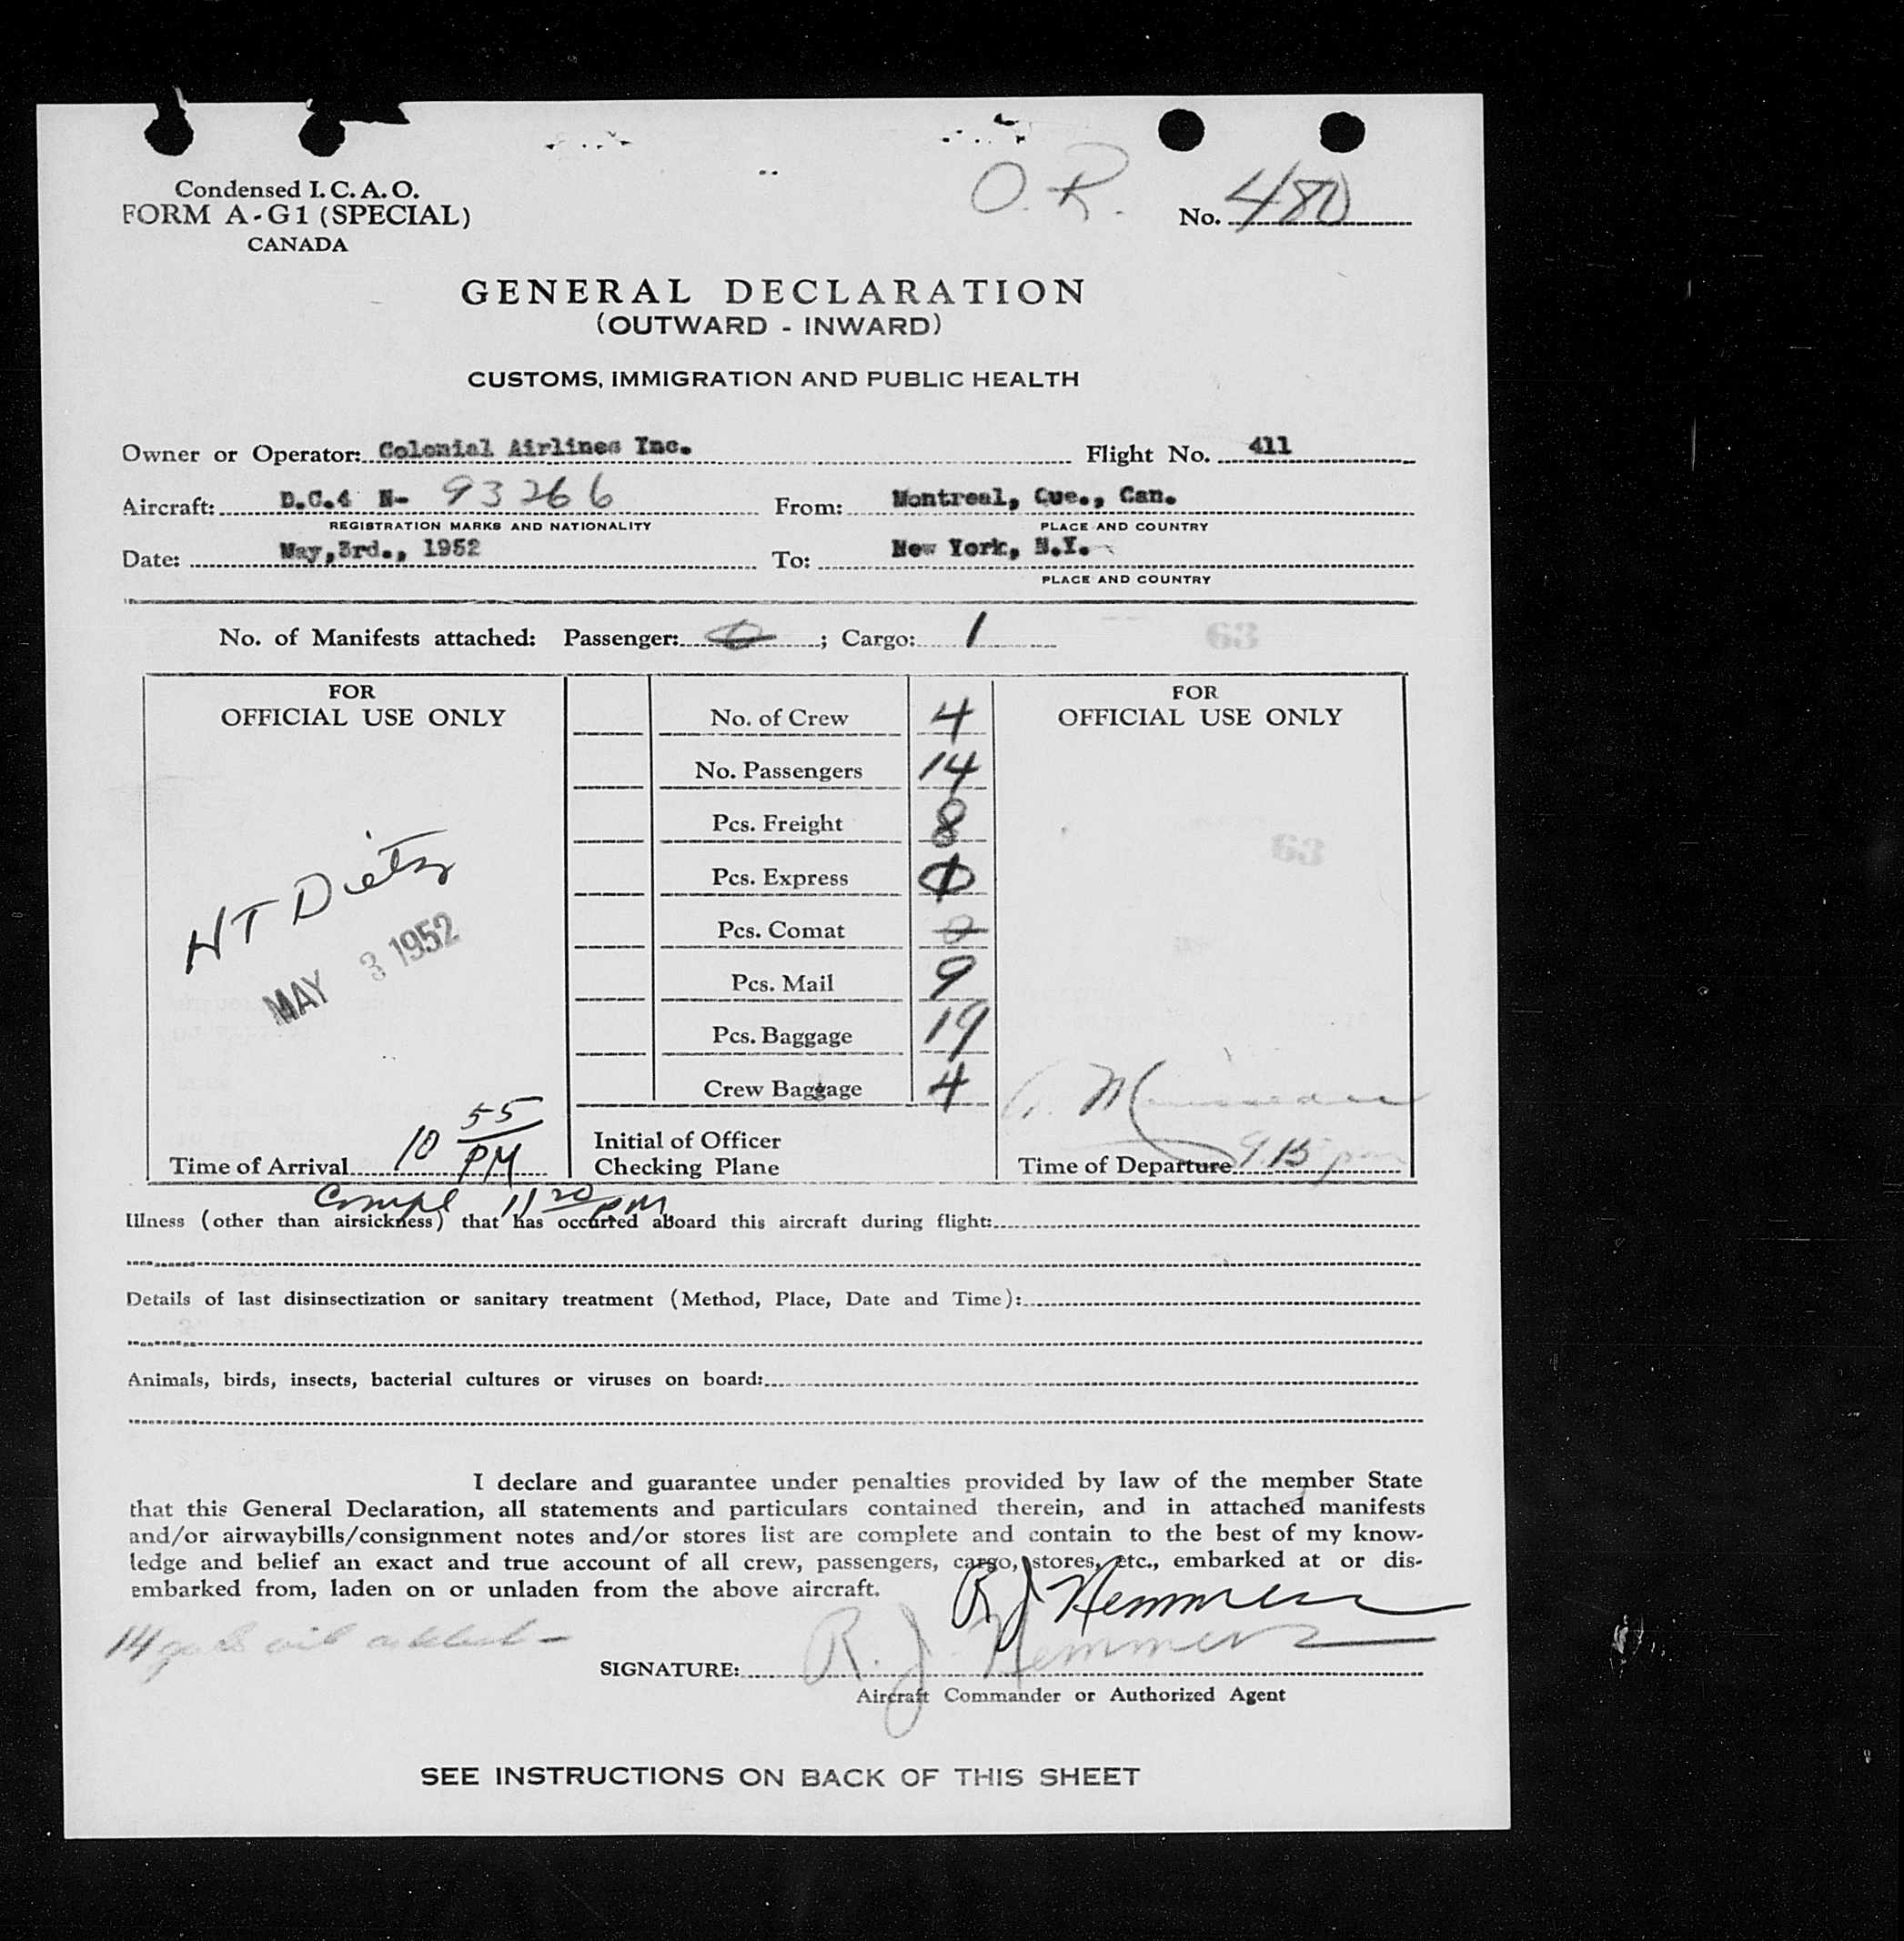 Condensed I. C. A. O.
FORM A-G1 (SPECIAL)
CANADA
O. R.
No. 480
GENERAL DECLARATION
(OUTWARD - INWARD)
CUSTOMS, IMMIGRATION AND PUBLIC HEALTH
Owner or Operator: Colonial Airlines Inc. Flight No. 411
Aircraft: D.C.4 N- 93266 From: Montreal, Que., Can.
REGISTRATION MARKS AND NATIONALITY PLACE AND COUNTRY
Date: May,3rd., 1952 To: New York, N.Y.
PLACE AND COUNTRY
No. of Manifests attached: Passenger: 0 ; Cargo: 1
63
FOR
OFFICIAL USE ONLY
HT Dietz
MAY 3 1952
Time of Arrival 10 55 PM
Compl 11 20 PM
No. of Crew 4
No. Passengers 14
Pcs. Freight 8
Pcs. Express 0
Pcs. Comat 0
Pcs. Mail 9
Pcs. Baggage 19
Crew Baggage 4
Initial of Officer
Checking Plane
FOR
OFFICIAL USE ONLY
63
Time of Departure 9.15 pm
Illness (other than airsickness) that has occurred aboard this aircraft during flight:
Details of last disinsectization or sanitary treatment (Method, Place, Date and Time):
Animals, birds, insects, bacterial cultures or viruses on board:
I declare and guarantee under penalties provided by law of the member State
that this General Declaration, all statements and particulars contained therein, and in attached manifests
and/or airwaybills/consignment notes and/or stores list are complete and contain to the best of my know-
ledge and belief an exact and true account of all crew, passengers, cargo, stores, etc., embarked at or dis-
embarked from, laden on or unladen from the above aircraft.
R J Hemmers
14 gals oil added -
SIGNATURE: R. J. Hemmers
Aircraft Commander or Authorized Agent
SEE INSTRUCTIONS ON BACK OF THIS SHEET